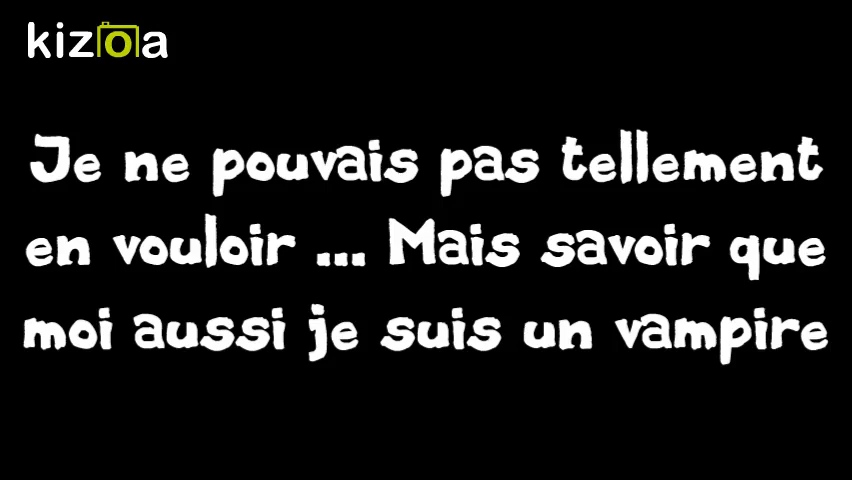 kizoa
Je ne pouvais pas tellement
en vouloir ... Mais savoir que
moi aussi je suis un vampire